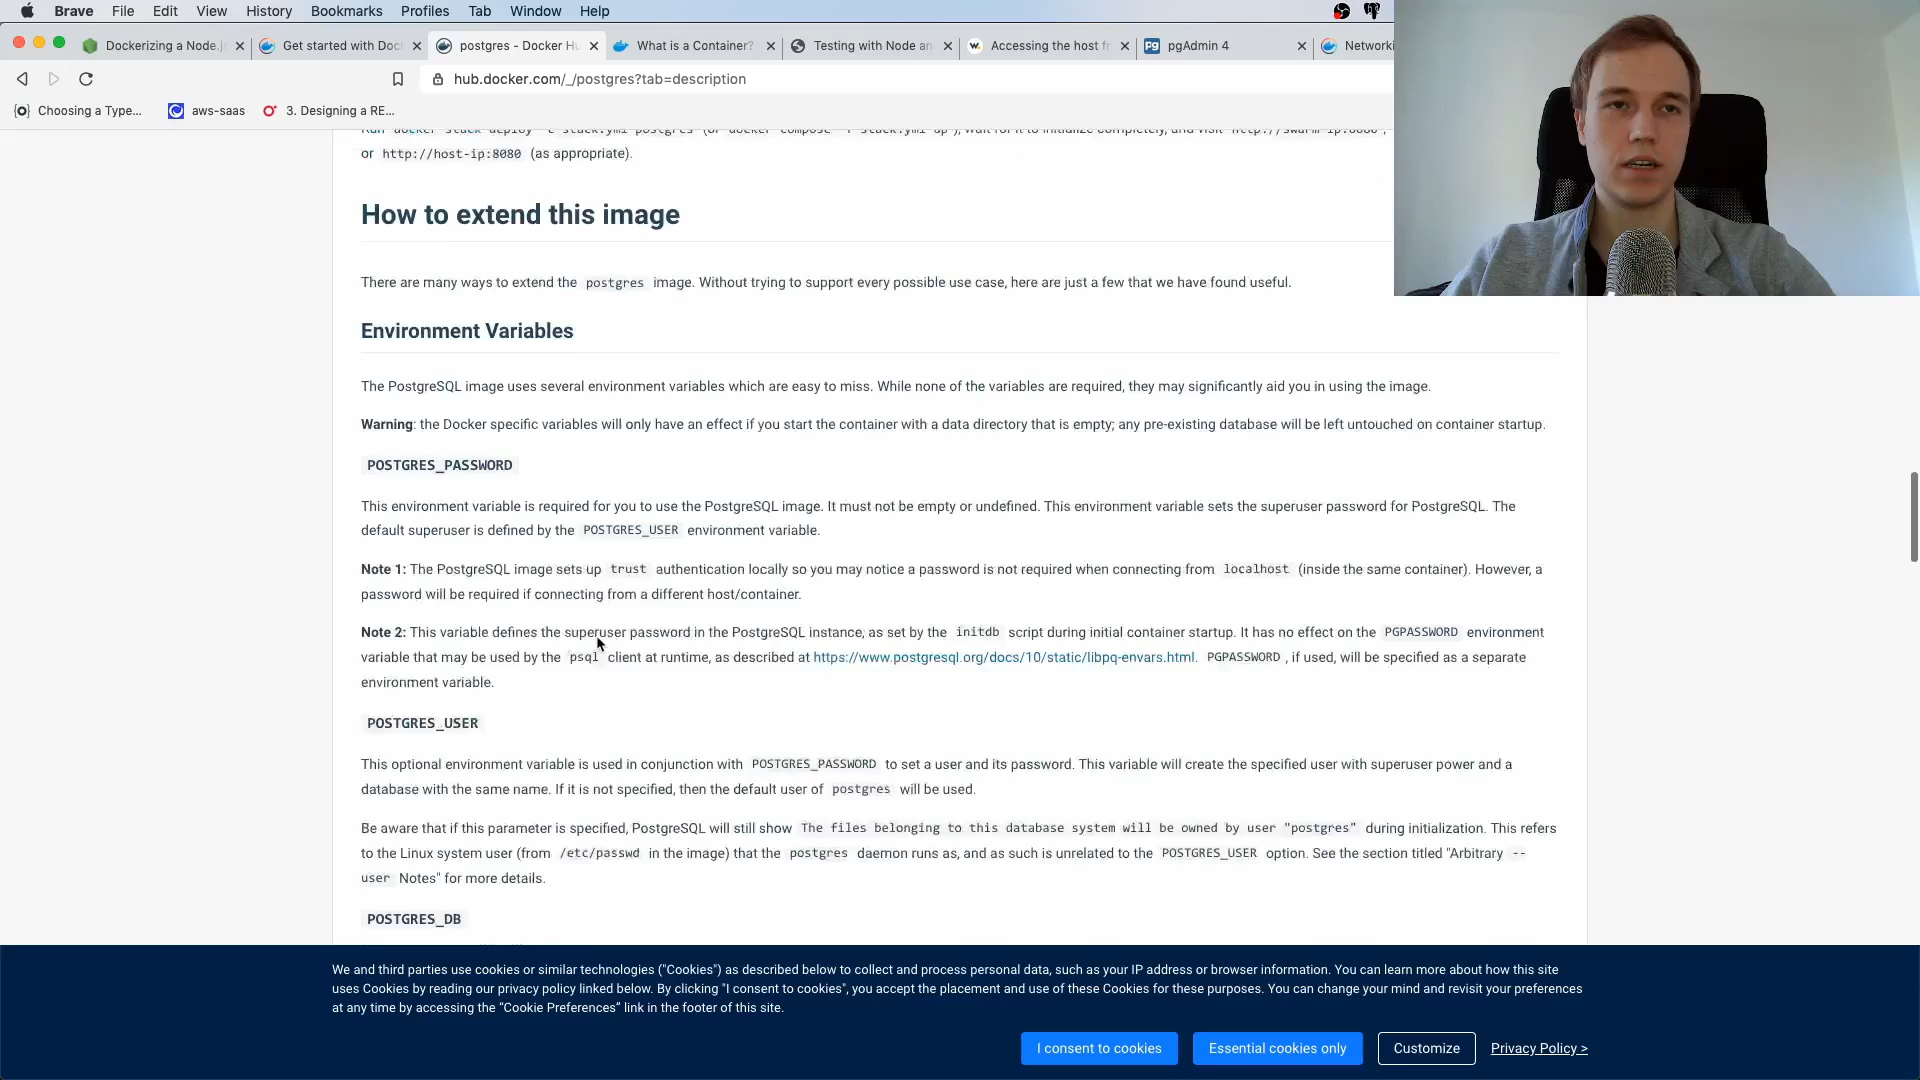 Brave File Edit View History Bookmarks Profiles Tab Window Help
Dockerizing a Node.j
Get started with Doc
postgres - Docker Hu
What is a Container?
Testing with Node an
Accessing the host f
pgAdmin 4
Networki
hub.docker.com/_/postgres?tab=description
Choosing a Type... aws-saas 3. Designing a RE...
Run docker stack deploy -c stack.yml postgres (or docker-compose -f stack.yml up), wait for it to initialize completely, and visit http://swarm-ip:8080,
or http://host-ip:8080 (as appropriate).
How to extend this image
There are many ways to extend the postgres image. Without trying to support every possible use case, here are just a few that we have found useful.
Environment Variables
The PostgreSQL image uses several environment variables which are easy to miss. While none of the variables are required, they may significantly aid you in using the image.
Warning: the Docker specific variables will only have an effect if you start the container with a data directory that is empty; any pre-existing database will be left untouched on container startup.
POSTGRES_PASSWORD
This environment variable is required for you to use the PostgreSQL image. It must not be empty or undefined. This environment variable sets the superuser password for PostgreSQL. The
default superuser is defined by the POSTGRES_USER environment variable.
Note 1: The PostgreSQL image sets up trust authentication locally so you may notice a password is not required when connecting from localhost (inside the same container). However, a
password will be required if connecting from a different host/container.
Note 2: This variable defines the superuser password in the PostgreSQL instance, as set by the initdb script during initial container startup. It has no effect on the PGPASSWORD environment
variable that may be used by the psql client at runtime, as described at https://www.postgresql.org/docs/10/static/libpq-envars.html. PGPASSWORD , if used, will be specified as a separate
environment variable.
POSTGRES_USER
This optional environment variable is used in conjunction with POSTGRES_PASSWORD to set a user and its password. This variable will create the specified user with superuser power and a
database with the same name. If it is not specified, then the default user of postgres will be used.
Be aware that if this parameter is specified, PostgreSQL will still show The files belonging to this database system will be owned by user "postgres" during initialization. This refers
to the Linux system user (from /etc/passwd in the image) that the postgres daemon runs as, and as such is unrelated to the POSTGRES_USER option. See the section titled "Arbitrary --
user Notes" for more details.
POSTGRES_DB
We and third parties use cookies or similar technologies ("Cookies") as described below to collect and process personal data, such as your IP address or browser information. You can learn more about how this site
uses Cookies by reading our privacy policy linked below. By clicking "I consent to cookies", you accept the placement and use of these Cookies for these purposes. You can change your mind and revisit your preferences
at any time by accessing the “Cookie Preferences” link in the footer of this site.
I consent to cookies
Essential cookies only
Customize
Privacy Policy >